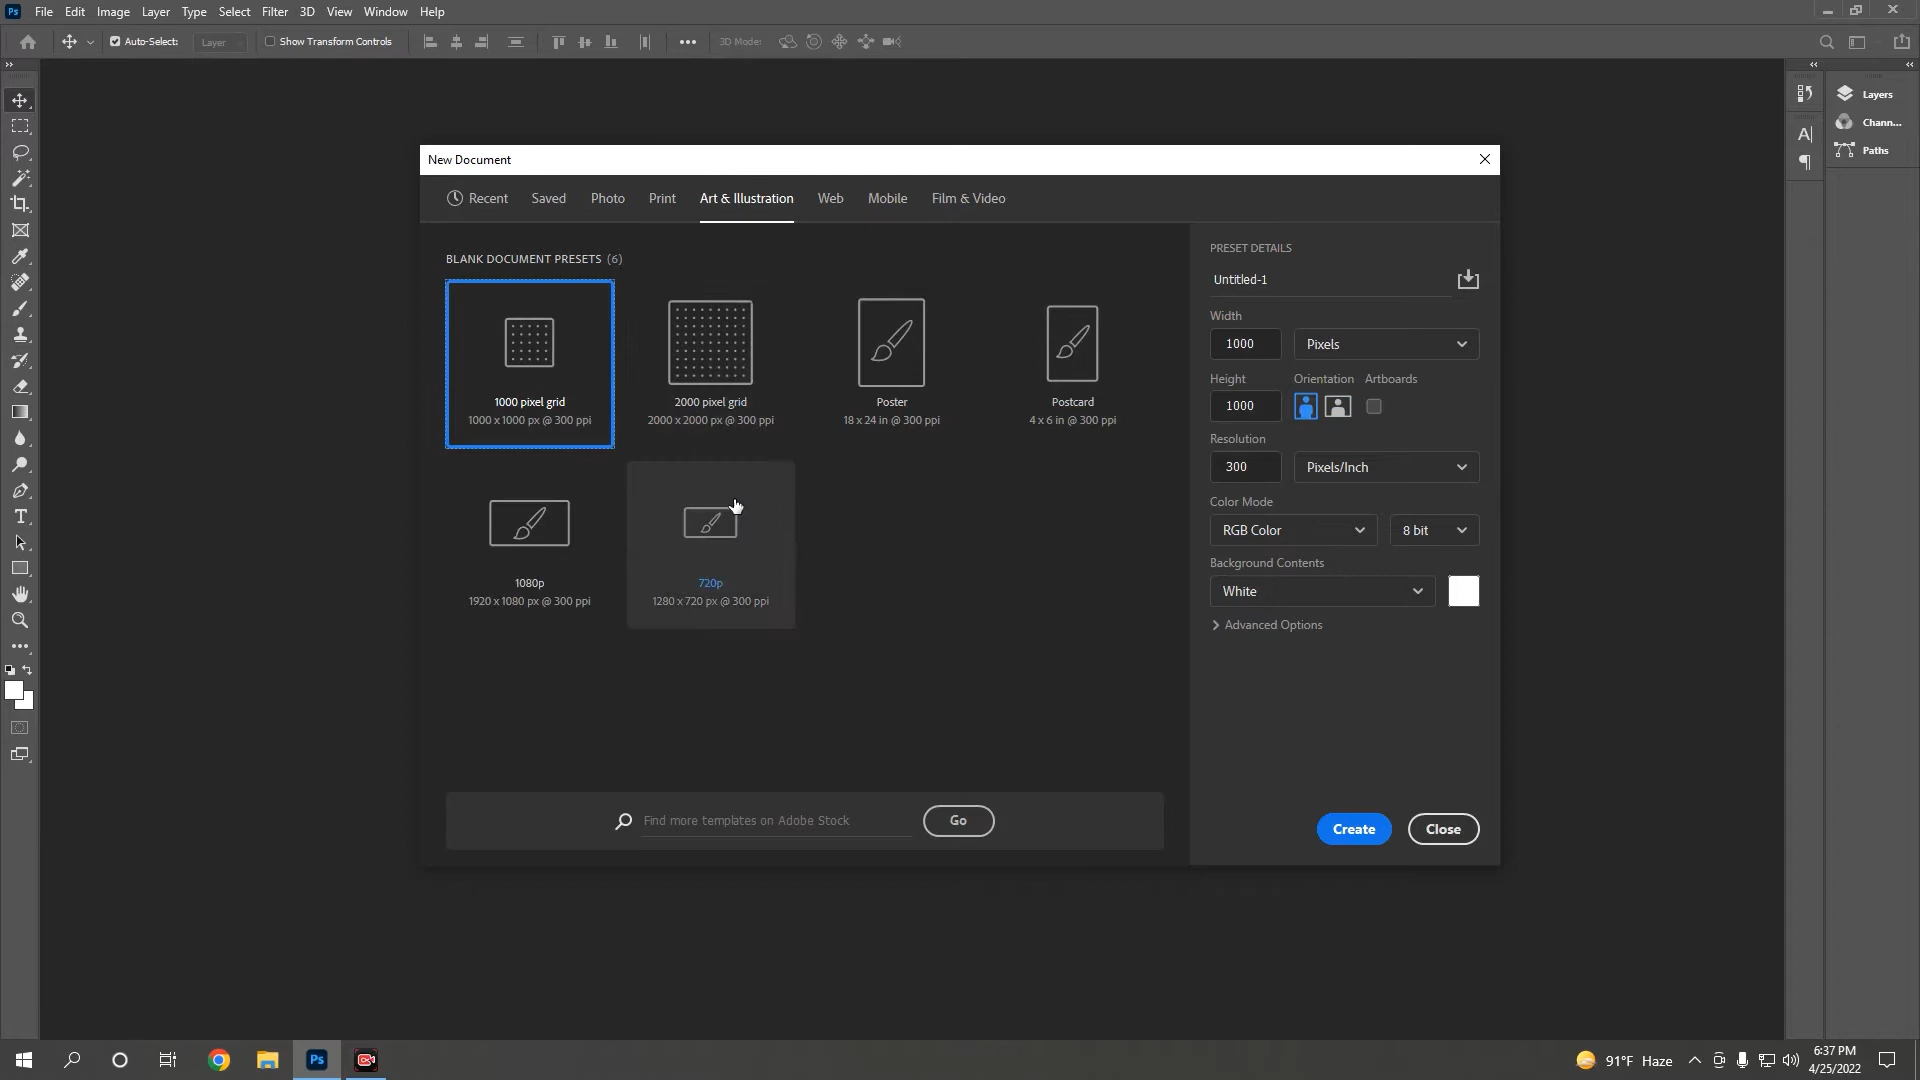 Ps File Edit Image Layer Type Select Filter 3D View Window Help
Auto-Select: Layer Show Transform Controls 3D Mode:
Layers
Chann...
Paths
New Document
Recent Saved Photo Print Art & Illustration Web Mobile Film & Video
BLANK DOCUMENT PRESETS (6)
1000 pixel grid
1000 x 1000 px @ 300 ppi
2000 pixel grid
2000 x 2000 px @ 300 ppi
Poster
18 x 24 in @ 300 ppi
Postcard
4 x 6 in @ 300 ppi
1080p
1920 x 1080 px @ 300 ppi
720p
1280 x 720 px @ 300 ppi
Find more templates on Adobe Stock Go
PRESET DETAILS
Untitled-1
Width
1000 Pixels
Height Orientation Artboards
1000
Resolution
300 Pixels/Inch
Color Mode
RGB Color 8 bit
Background Contents
White
Advanced Options
Create Close
Ps
91°F Haze
6:37 PM
4/25/2022